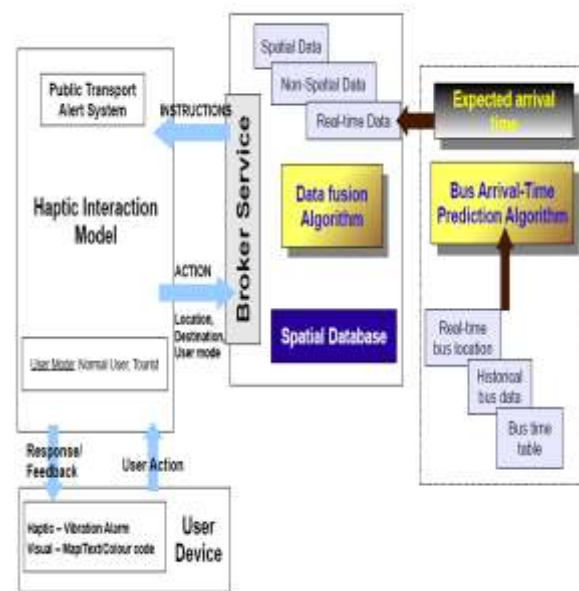 Public Transport
Alert System
Haptic Interaction
Model
User Mode: Normal User, Tourist
INSTRUCTIONS
ACTION
Location,
Destination,
User mode
Broker Service
Spatial Data
Non-Spatial Data
Real-time Data
Data fusion
Algorithm
Spatial Database
Expected arrival
time
Bus Arrival-Time
Prediction Algorithm
Real-time
bus location
Historical
bus data
Bus time
table
Response/
Feedback
User Action
Haptic – Vibration Alarm
Visual – Map/Text/Colour code
User
Device